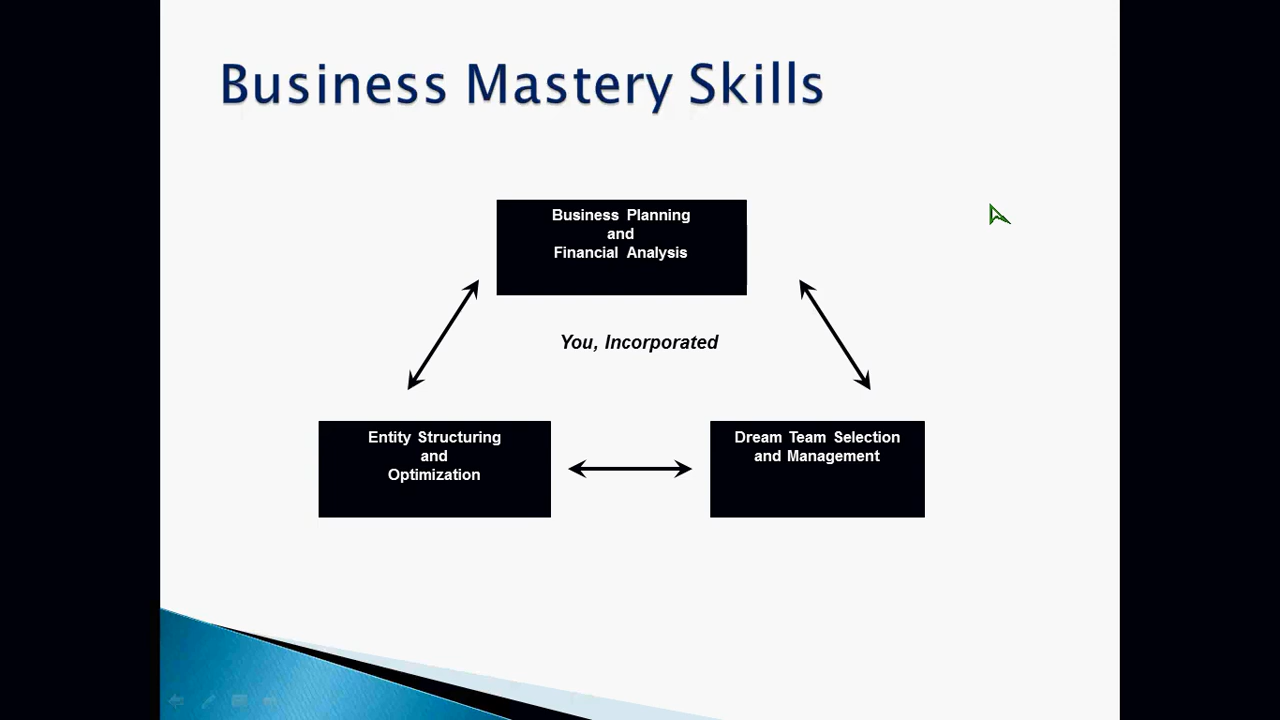 Business Mastery Skills
Business Planning
and
Financial Analysis
You, Incorporated
Entity Structuring
and
Optimization
Dream Team Selection
and Management